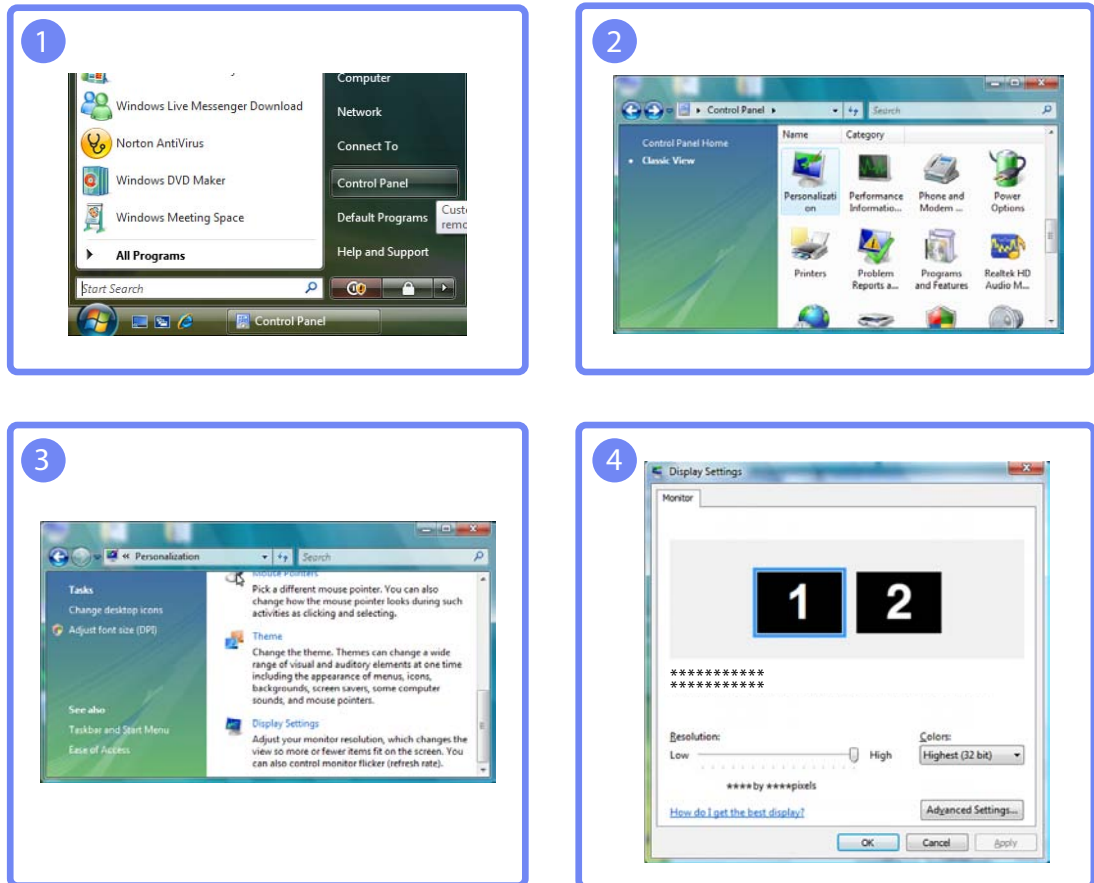 1
Computer
Windows Live Messenger Download
Network
Norton AntiVirus
Connect To
Windows DVD Maker
Control Panel
Windows Meeting Space
Default Programs
Custo
remo
All Programs
Help and Support
Start Search
Control Panel
2
Control Panel
Search
Control Panel Home
Classic View
Name Category
Personalizati
on
Performance
Informatio...
Phone and
Modem ...
Power
Options
Printers
Problem
Reports a...
Programs
and Features
Realtek HD
Audio M...
3
« Personalization
Search
Tasks
Change desktop icons
Adjust font size (DPI)
See also
Taskbar and Start Menu
Ease of Access
Mouse Pointers
Pick a different mouse pointer. You can also
change how the mouse pointer looks during such
activities as clicking and selecting.
Theme
Change the theme. Themes can change a wide
range of visual and auditory elements at one time
including the appearance of menus, icons,
backgrounds, screen savers, some computer
sounds, and mouse pointers.
Display Settings
Adjust your monitor resolution, which changes the
view so more or fewer items fit on the screen. You
can also control monitor flicker (refresh rate).
4
Display Settings
Monitor
1 2
***********
***********
Resolution:
Low High
****by ****pixels
Colors:
Highest (32 bit)
How do I get the best display?
Advanced Settings...
OK Cancel Apply